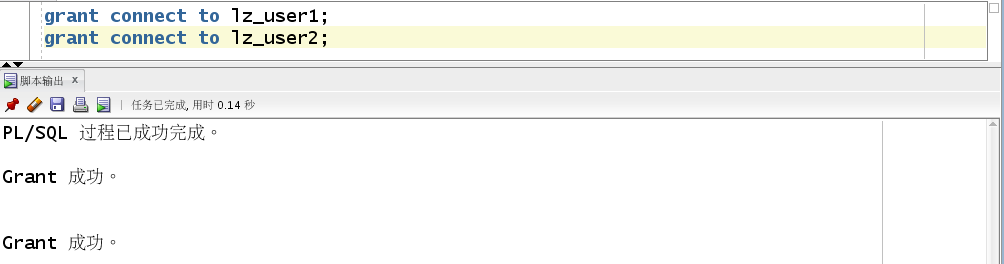 grant connect to lz_user1;
grant connect to lz_user2;
脚本输出 x
任务已完成, 用时 0.14 秒
PL/SQL 过程已成功完成。
Grant 成功。
Grant 成功。